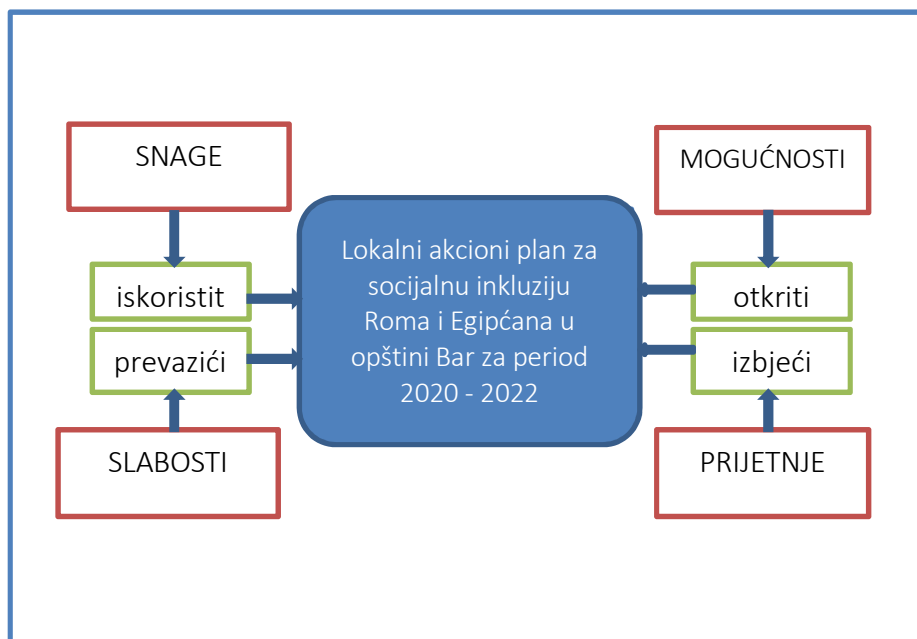 SNAGE
MOGUĆNOSTI
iskoristit
prevazići
Lokalni akcioni plan za
socijalnu inkluziju
Roma i Egipćana u
opštini Bar za period
2020 - 2022
otkriti
izbjeći
SLABOSTI
PRIJETNJE